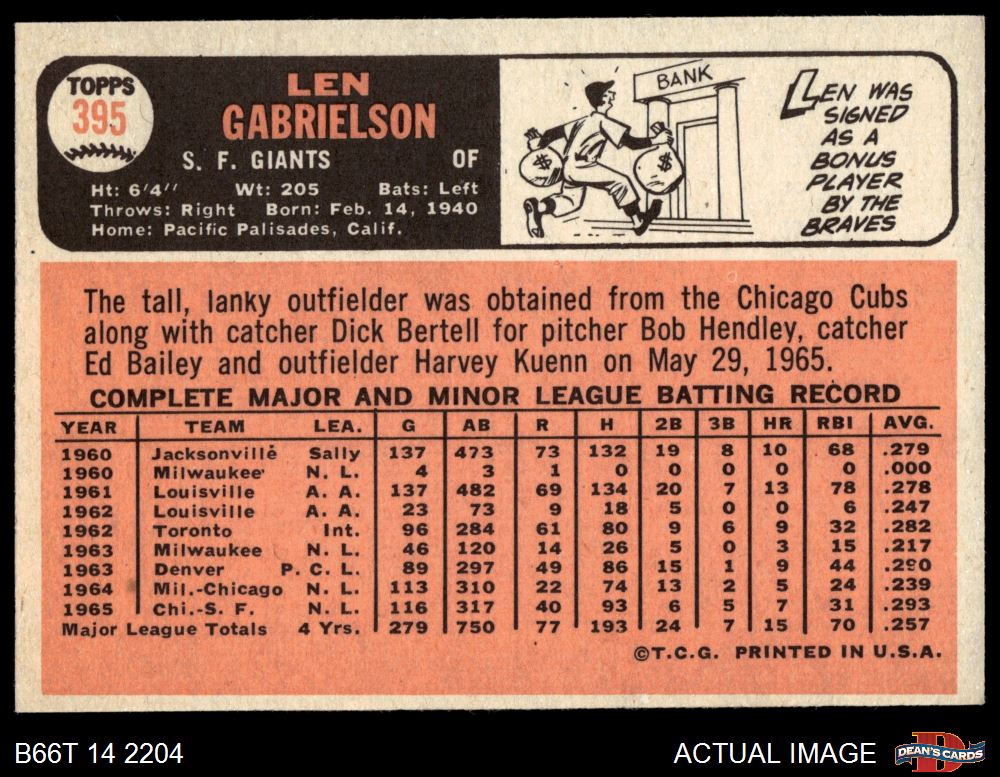 TOPPS
395
LEN
GABRIELSON
S. F. GIANTS OF
Ht: 6'4'' Wt: 205 Bats: Left
Throws: Right Born: Feb. 14, 1940
Home: Pacific Palisades, Calif.
BANK
$
$
LEN WAS
SIGNED
AS A
BONUS
PLAYER
BY THE
BRAVES
The tall, lanky outfielder was obtained from the Chicago Cubs
along with catcher Dick Bertell for pitcher Bob Hendley, catcher
Ed Bailey and outfielder Harvey Kuenn on May 29, 1965.
COMPLETE MAJOR AND MINOR LEAGUE BATTING RECORD
YEAR TEAM LEA. G AB R H 2B 3B HR RBI AVG.
1960 Jacksonville Sally 137 473 73 132 19 8 10 68 .279
1960 Milwaukee N. L. 4 3 1 0 0 0 0 0 .000
1961 Louisville A. A. 137 482 69 134 20 7 13 78 .278
1962 Louisville A. A. 23 73 9 18 5 0 0 6 .247
1962 Toronto Int. 96 284 61 80 9 6 9 32 .282
1963 Milwaukee N. L. 46 120 14 26 5 0 3 15 .217
1963 Denver P. C. L. 89 297 49 86 15 1 9 44 .290
1964 Mil.-Chicago N. L. 113 310 22 74 13 2 5 24 .239
1965 Chi.-S. F. N. L. 116 317 40 93 6 5 7 31 .293
Major League Totals 4 Yrs. 279 750 77 193 24 7 15 70 .257
©T.C.G. PRINTED IN U.S.A.
B66T 14 2204
ACTUAL IMAGE
DEAN'S CARDS